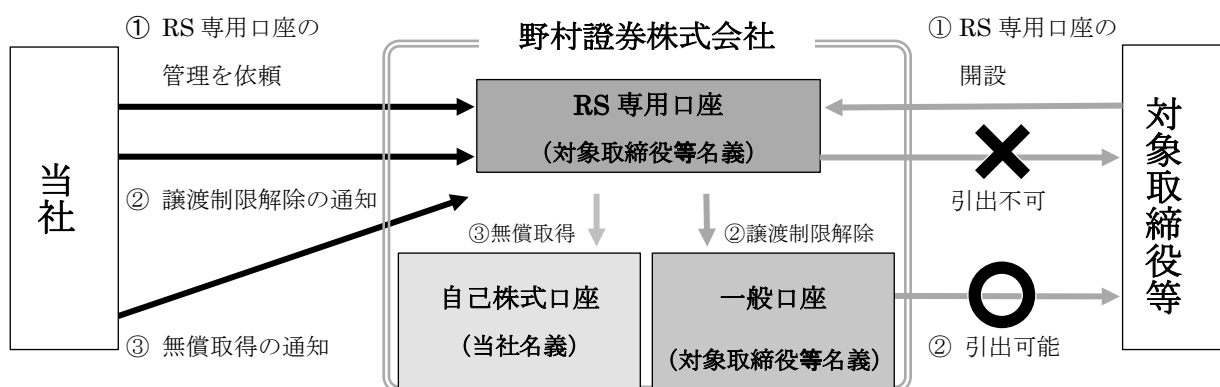 ① RS 専用口座の
管理を依頼
当社
② 譲渡制限解除の通知
③ 無償取得の通知
野村證券株式会社
RS 専用口座
(対象取締役等名義)
③無償取得
②譲渡制限解除
自己株式口座
(当社名義)
一般口座
(対象取締役等名義)
① RS 専用口座の
開設
引出不可
② 引出可能
対象取締役等